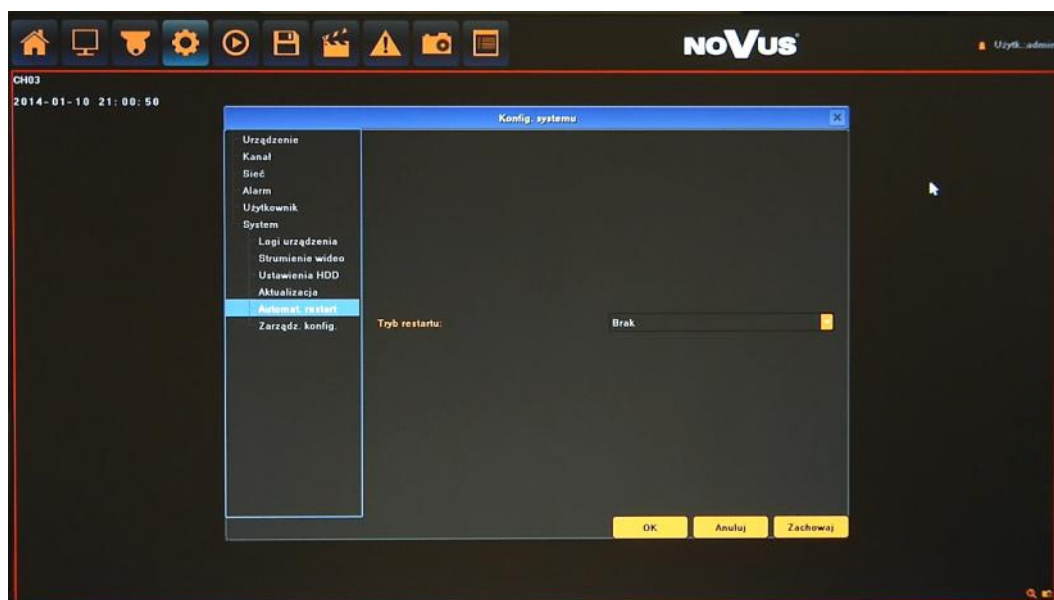 NOVUS
Użytk.:admin
CH03
2014-01-10 21:00:50
Konfig. systemu
Urządzenie
Kanał
Sieć
Alarm
Użytkownik
System
Logi urządzenia
Strumienie wideo
Ustawienia HDD
Aktualizacja
Automat. restart
Zarządz. konfig.
Tryb restartu:
Brak
OK
Anuluj
Zachowaj